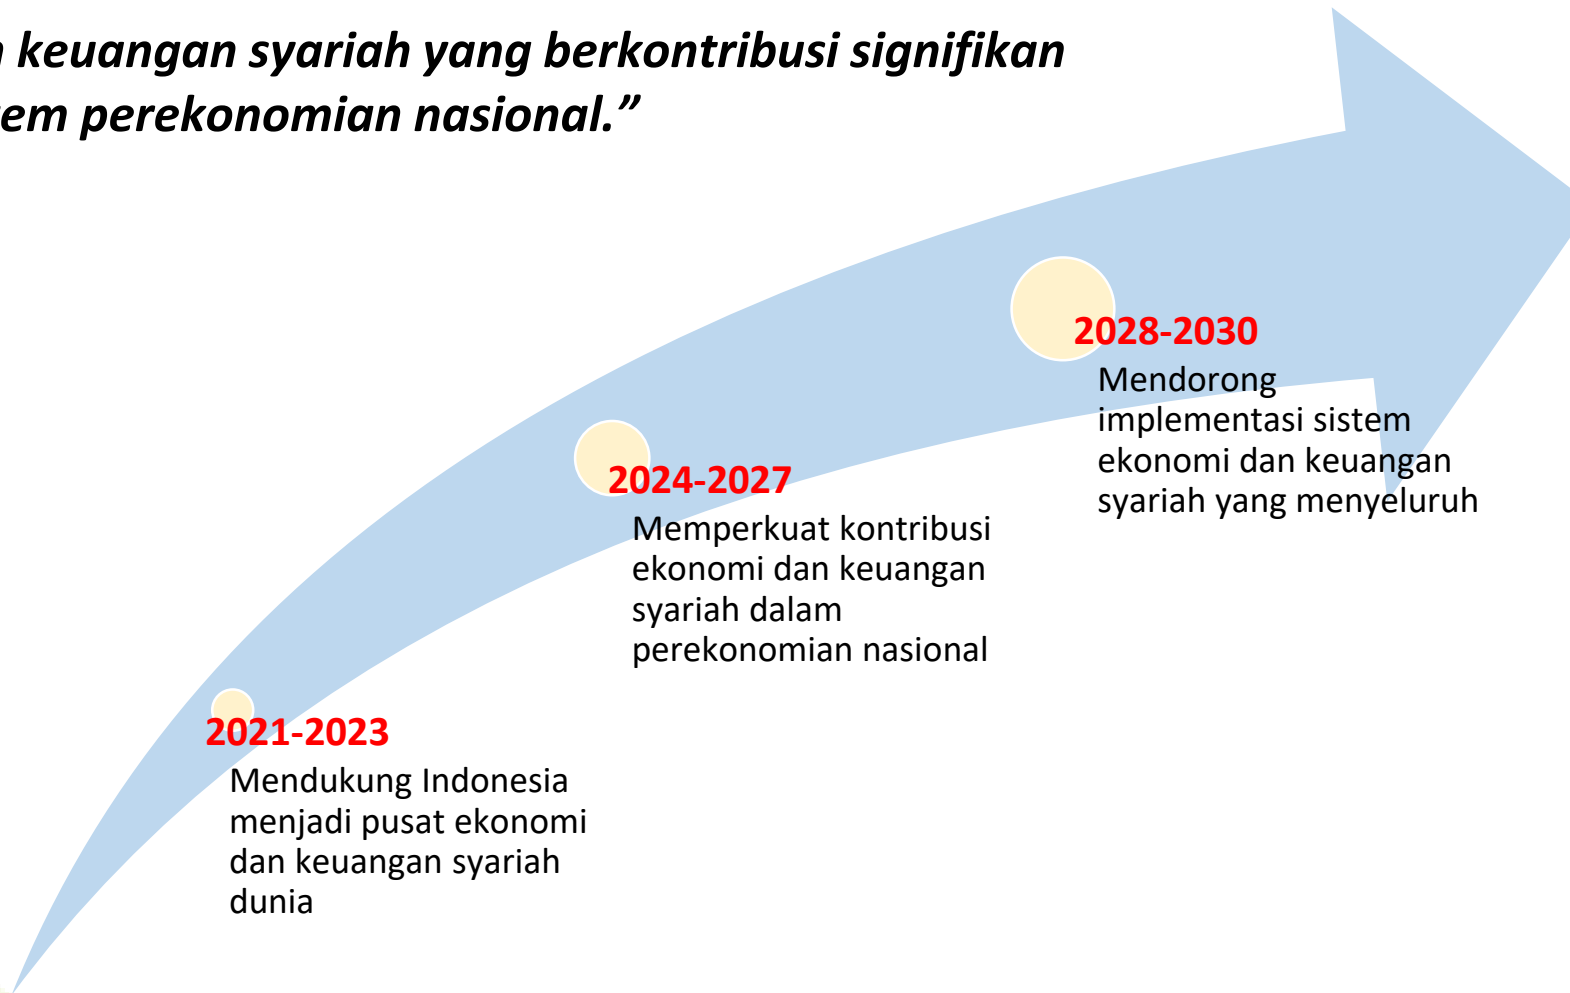 keuangan syariah yang berkontribusi signifikan
perekonomian nasional.”
2028-2030
Mendorong
implementasi sistem
ekonomi dan keuangan
syariah yang menyeluruh
2024-2027
Memperkuat kontribusi
ekonomi dan keuangan
syariah dalam
perekonomian nasional
2021-2023
Mendukung Indonesia
menjadi pusat ekonomi
dan keuangan syariah
dunia